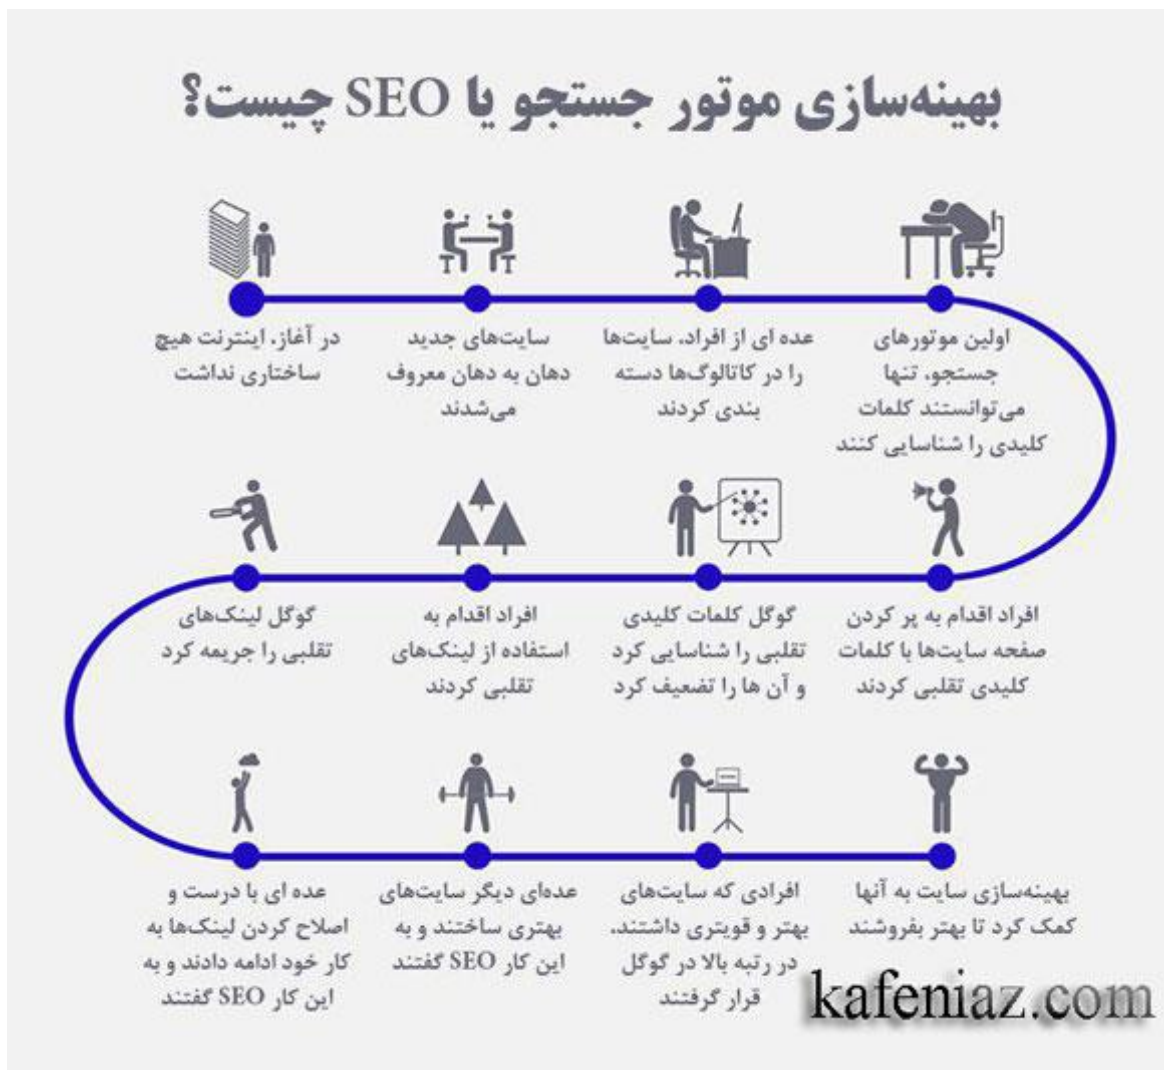 بهینه‌سازی موتور جستجو یا SEO چیست؟
در آغاز، اینترنت هیچ
ساختاری نداشت
سایت‌های جدید
دهان به دهان معروف
می‌شدند
عده ای از افراد، سایت‌ها
را در کاتالوگ‌ها دسته
بندی کردند
اولین موتورهای
جستجو، تنها
می‌توانستند کلمات
کلیدی را شناسایی کنند
افراد اقدام به پر کردن
صفحه سایت‌ها با کلمات
کلیدی تقلبی کردند
گوگل کلمات کلیدی
تقلبی را شناسایی کرد
و آن ها را تضعیف کرد
افراد اقدام به
استفاده از لینک‌های
تقلبی کردند
گوگل لینک‌های
تقلبی را جریمه کرد
عده ای با درست و
اصلاح کردن لینک‌ها به
کار خود ادامه دادند و به
این کار SEO گفتند
عده‌ای دیگر سایت‌های
بهتری ساختند و به
این کار SEO گفتند
افرادی که سایت‌های
بهتر و قویتری داشتند،
در رتبه بالا در گوگل
قرار گرفتند
بهینه‌سازی سایت به آنها
کمک کرد تا بهتر بفروشند
kafeniaz.com